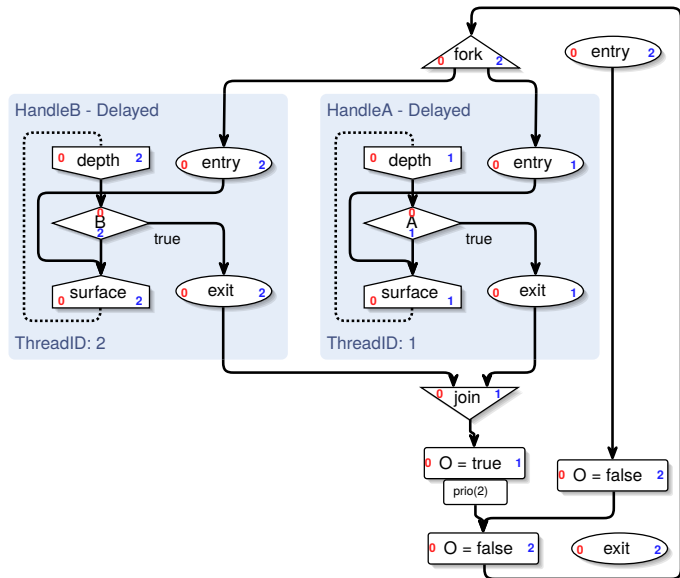 0 fork 2
0 entry 2
HandleB - Delayed
0 depth 2
0 entry 2
0
B
2
true
0 surface 2
0 exit 2
ThreadID: 2
HandleA - Delayed
0 depth 1
0 entry 1
0
A
1
true
0 surface 1
0 exit 1
ThreadID: 1
0 join 1
0 O = true 1
prio(2)
0 O = false 2
0 O = false 2
0 exit 2